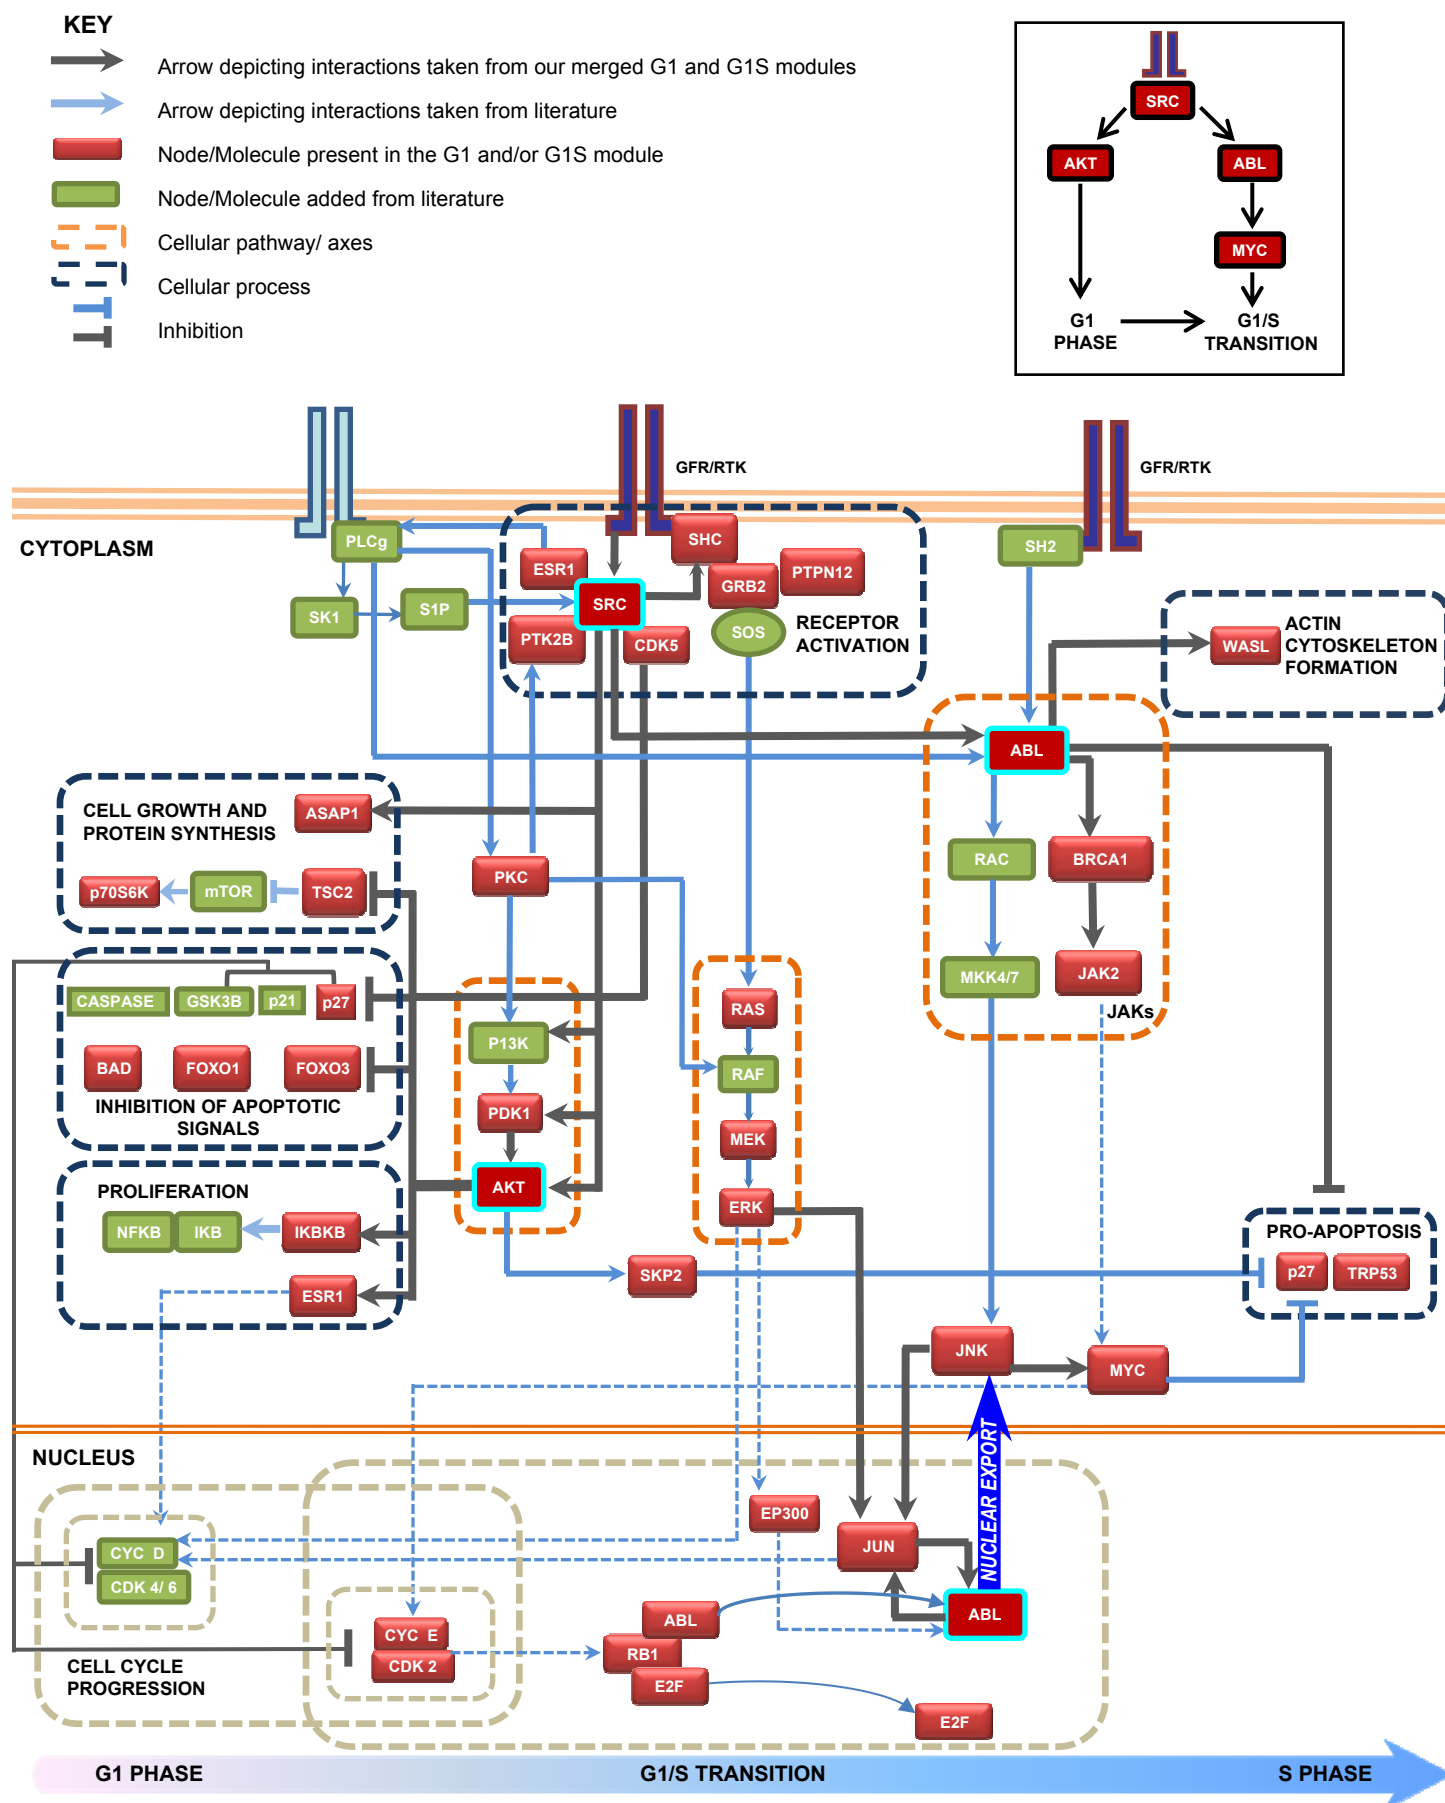 KEY
Arrow depicting interactions taken from our merged G1 and G1S modules
Arrow depicting interactions taken from literature
Node/Molecule present in the G1 and/or G1S module
Node/Molecule added from literature
Cellular pathway/ axes
Cellular process
Inhibition
SRC
AKT
ABL
MYC
G1
PHASE
G1/S
TRANSITION
GFR/RTK
GFR/RTK
CYTOPLASM
PLCg
SHC
SH2
ESR1
GRB2
PTPN12
SK1
S1P
SRC
PTK2B
CDK5
SOS
RECEPTOR
ACTIVATION
WASL
ACTIN
CYTOSKELETON
FORMATION
ABL
CELL GROWTH AND
PROTEIN SYNTHESIS
ASAP1
p70S6K
mTOR
TSC2
PKC
RAC
BRCA1
CASPASE
GSK3B
p21
p27
MKK4/7
JAK2
JAKs
RAS
P13K
RAF
BAD
FOXO1
FOXO3
INHIBITION OF APOPTOTIC
SIGNALS
PDK1
MEK
AKT
ERK
PROLIFERATION
NFKB
IKB
IKBKB
ESR1
SKP2
PRO-APOPTOSIS
p27
TRP53
JNK
MYC
NUCLEUS
NUCLEAR EXPORT
EP300
JUN
CYC D
CDK 4/ 6
ABL
ABL
CYC E
CDK 2
RB1
E2F
E2F
CELL CYCLE
PROGRESSION
G1 PHASE
G1/S TRANSITION
S PHASE